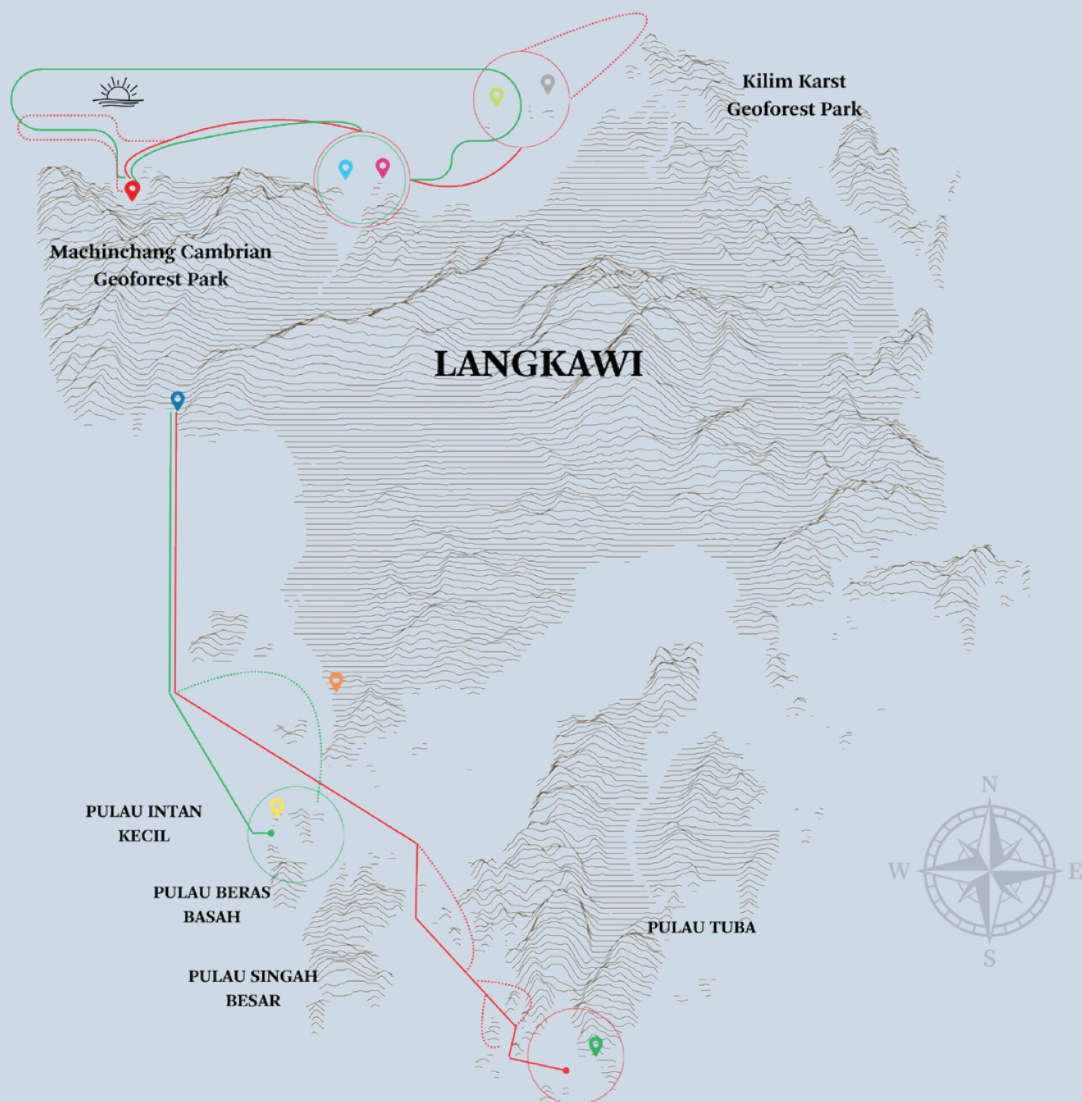 Kilim Karst
Geoforest Park
Machinchang Cambrian
Geoforest Park
LANGKAWI
PULAU INTAN
KECIL
PULAU BERAS
BASAH
PULAU TUBA
PULAU SINGAH
BESAR
N
W
E
S